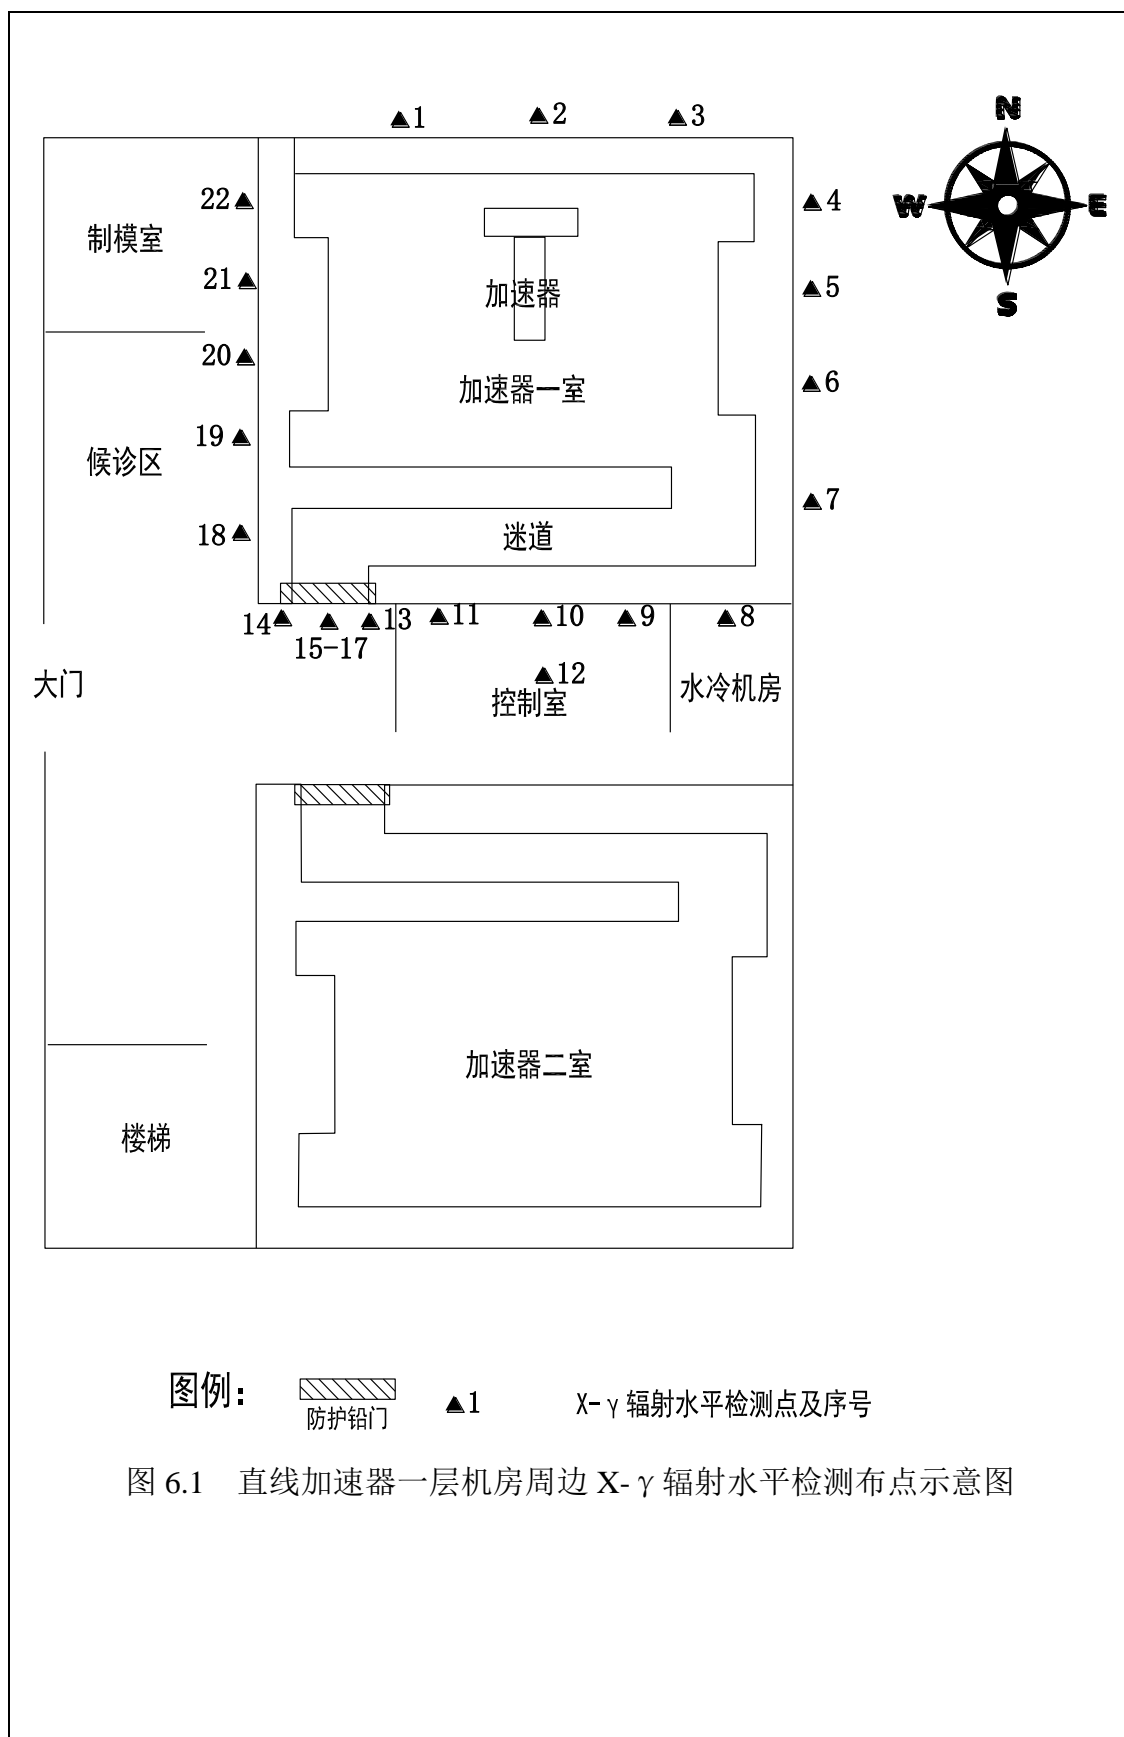 1 2 3
N
22 4
W E
制模室
21 加速器 5
S
20 6
加速器一室
19
候诊区
7
18 迷道
14 15-17 13 11 10 9 8
12
大门 控制室 水冷机房
加速器二室
楼梯
图例：
防护铅门
1 X-γ辐射水平检测点及序号
图 6.1 直线加速器一层机房周边 X-γ辐射水平检测布点示意图